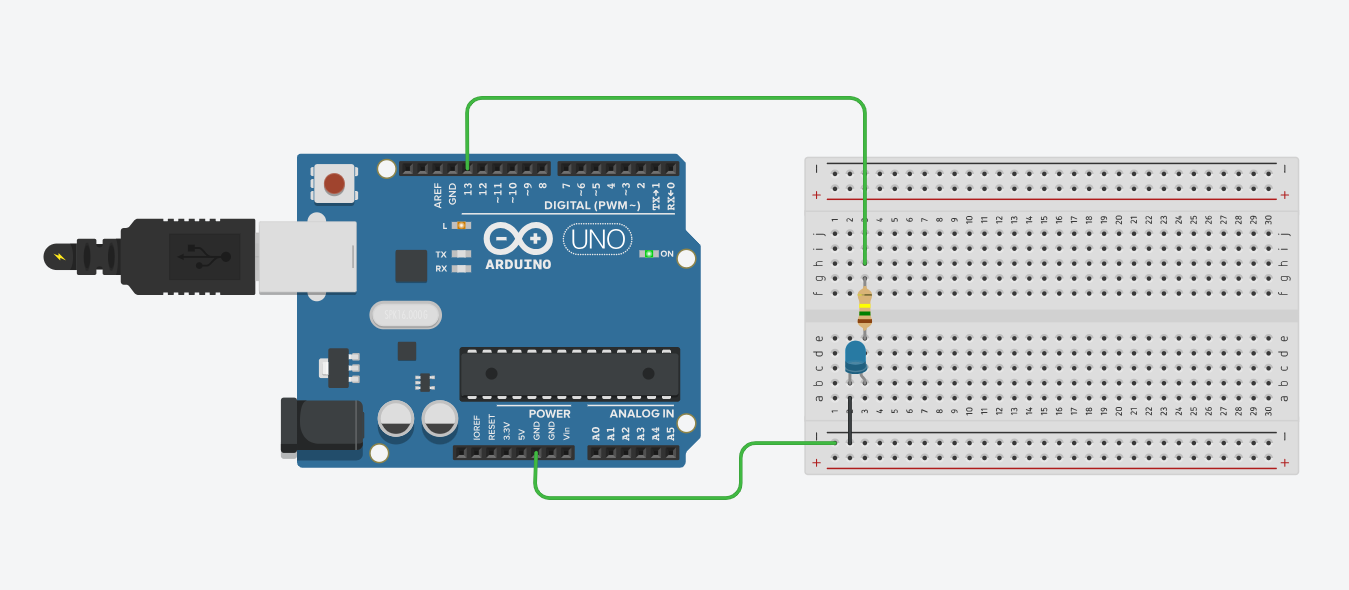 AREF
GND
13
12
~11
~10
~9
8
7
~6
~5
4
~3
2
TX→1
RX←0
DIGITAL (PWM ~)
L
TX
RX
UNO
ON
ARDUINO
POWER
ANALOG IN
IOREF
RESET
3.3V
5V
GND
GND
Vin
A0
A1
A2
A3
A4
A5
− −
+ +
1 2 3 4 5 6 7 8 9 10 11 12 13 14 15 16 17 18 19 20 21 22 23 24 25 26 27 28 29 30
j j
i i
h h
g g
f f
e e
d d
c c
b b
a a
1 2 3 4 5 6 7 8 9 10 11 12 13 14 15 16 17 18 19 20 21 22 23 24 25 26 27 28 29 30
− −
+ +